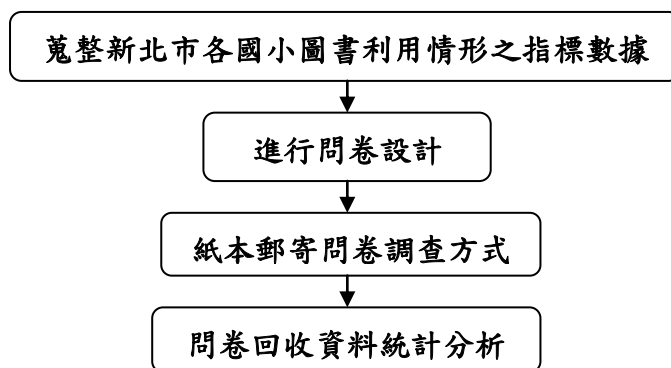 蒐整新北市各國小圖書利用情形之指標數據
進行問卷設計
紙本郵寄問卷調查方式
問卷回收資料統計分析